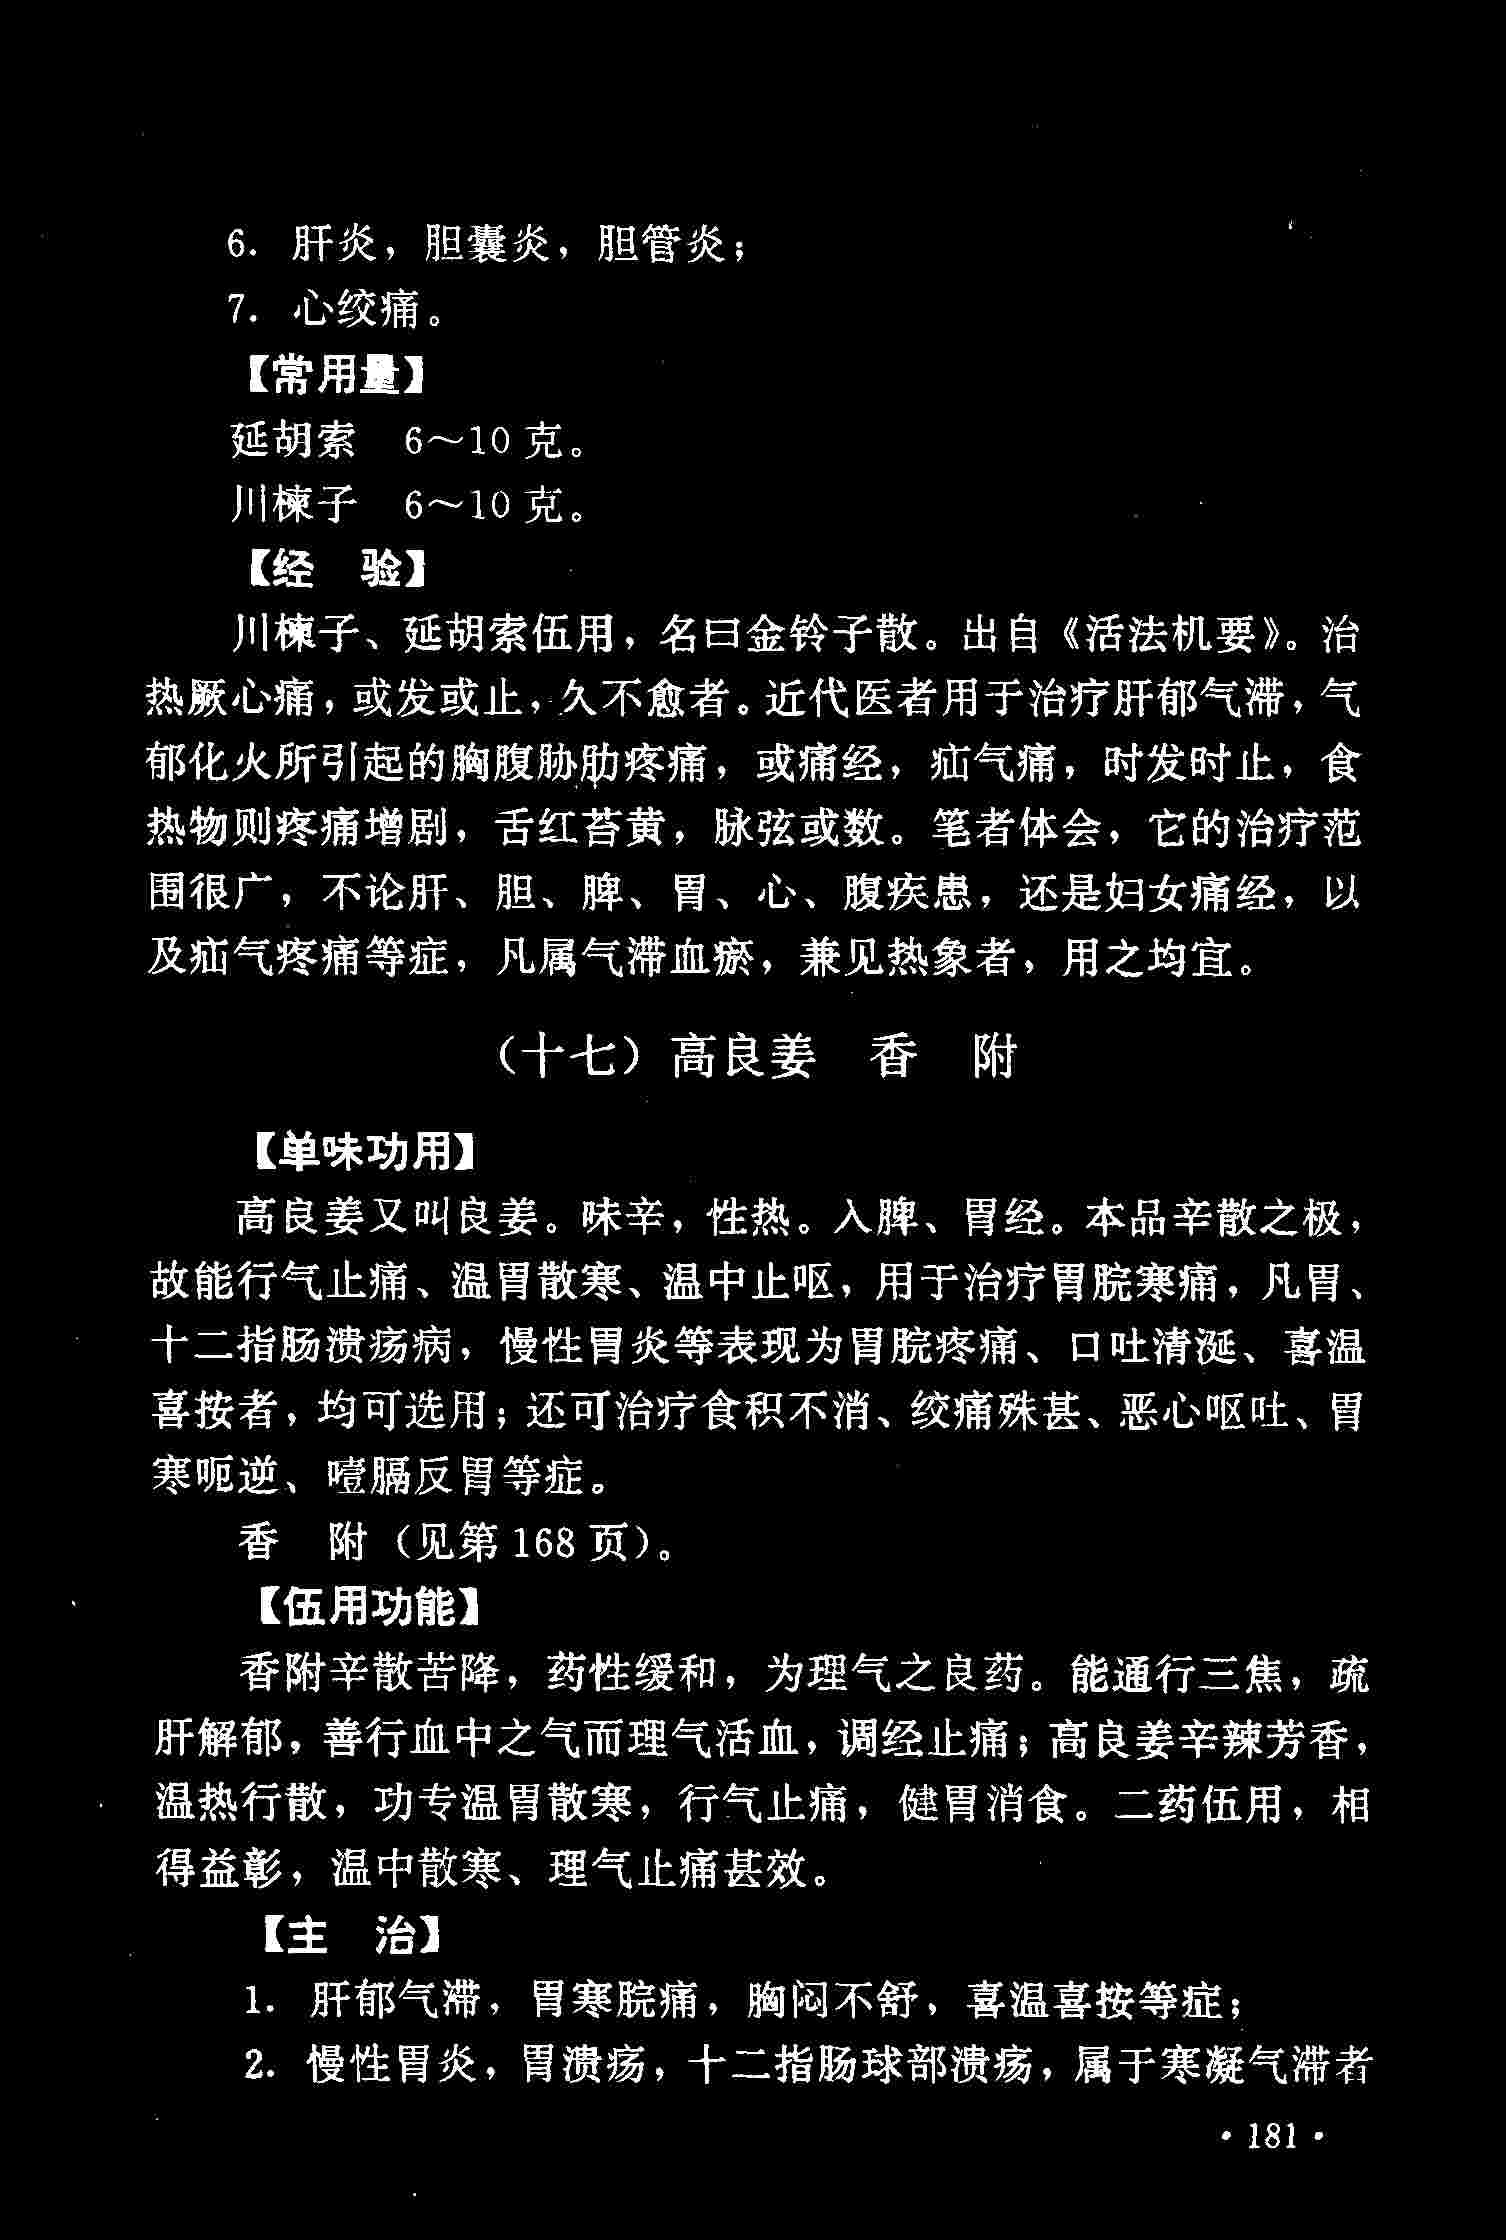 6. 肝炎，胆囊炎，胆管炎；
7. 心绞痛。
【常用量】
延胡索　6～10 克。
川楝子　6～10 克。
【经　验】
川楝子、延胡索伍用，名曰金铃子散。出自《活法机要》。治
热厥心痛，或发或止，久不愈者。近代医者用于治疗肝郁气滞，气
郁化火所引起的胸腹胁肋疼痛，或痛经，疝气痛，时发时止，食
热物则疼痛增剧，舌红苔黄，脉弦或数。笔者体会，它的治疗范
围很广，不论肝、胆、脾、胃、心、腹疾患，还是妇女痛经，以
及疝气疼痛等症，凡属气滞血瘀，兼见热象者，用之均宜。
（十七）高良姜　香　附
【单味功用】
高良姜又叫良姜。味辛，性热。入脾、胃经。本品辛散之极，
故能行气止痛、温胃散寒、温中止呕，用于治疗胃脘寒痛，凡胃、
十二指肠溃疡病，慢性胃炎等表现为胃脘疼痛、口吐清涎、喜温
喜按者，均可选用；还可治疗食积不消、绞痛殊甚、恶心呕吐、胃
寒呃逆、噎膈反胃等症。
香　附（见第 168 页）。
【伍用功能】
香附辛散苦降，药性缓和，为理气之良药。能通行三焦，疏
肝解郁，善行血中之气而理气活血，调经止痛；高良姜辛辣芳香，
温热行散，功专温胃散寒，行气止痛，健胃消食。二药伍用，相
得益彰，温中散寒、理气止痛甚效。
【主　治】
1. 肝郁气滞，胃寒脘痛，胸闷不舒，喜温喜按等症；
2. 慢性胃炎，胃溃疡，十二指肠球部溃疡，属于寒凝气滞者
· 181 ·